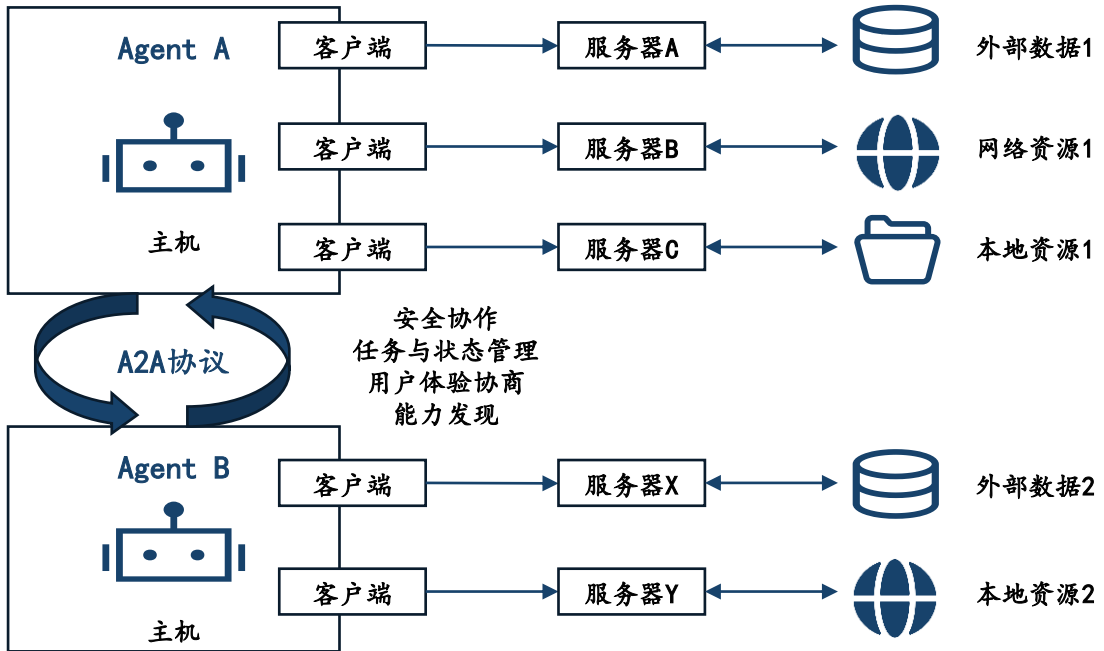 Agent A
客户端
服务器A
外部数据1
客户端
服务器B
网络资源1
主机
客户端
服务器C
本地资源1
A2A协议
安全协作
任务与状态管理
用户体验协商
能力发现
Agent B
客户端
服务器X
外部数据2
客户端
服务器Y
本地资源2
主机